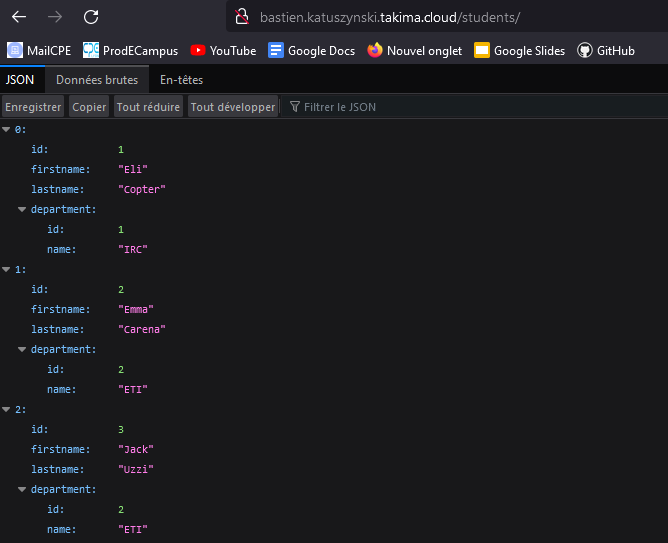 bastien.katuszynski.takima.cloud/students/
MailCPE ProdECampus YouTube Google Docs Nouvel onglet Google Slides GitHub
JSON Données brutes En-têtes
Enregistrer Copier Tout réduire Tout développer Filtrer le JSON
0:
id: 1
firstname: "Eli"
lastname: "Copter"
department:
id: 1
name: "IRC"
1:
id: 2
firstname: "Emma"
lastname: "Carena"
department:
id: 2
name: "ETI"
2:
id: 3
firstname: "Jack"
lastname: "Uzzi"
department:
id: 2
name: "ETI"